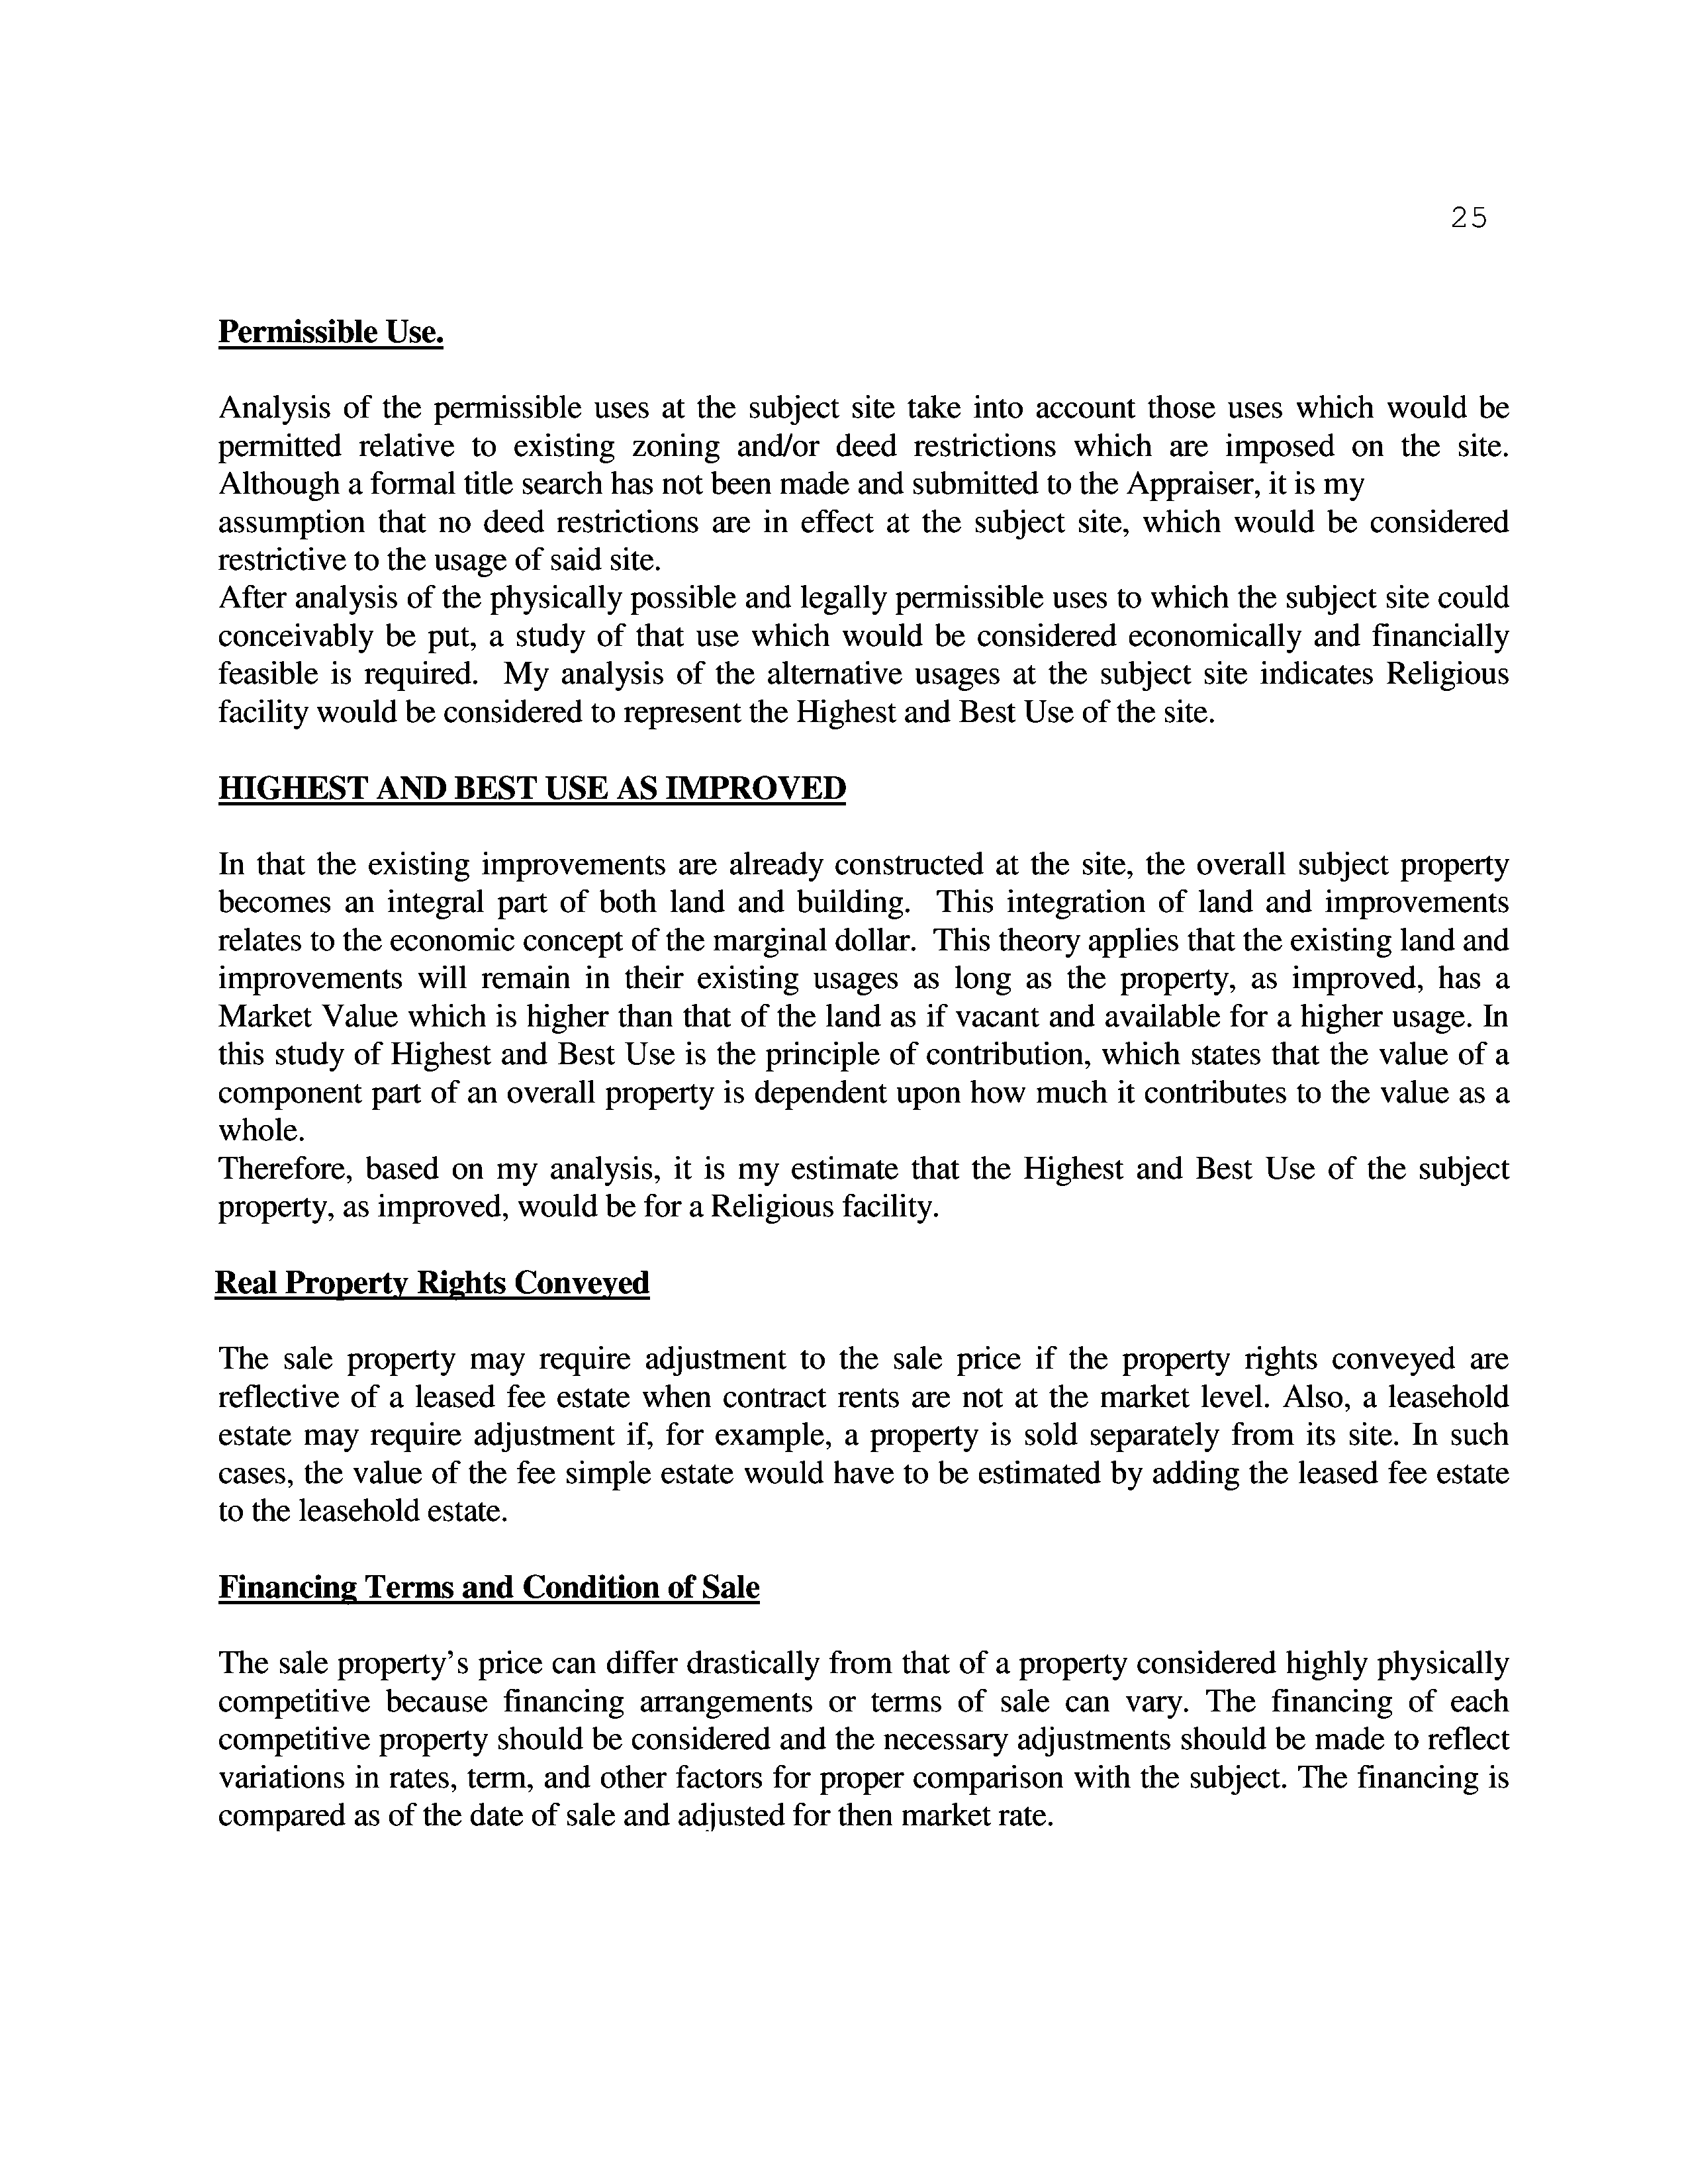 25
Permissible Use.
Analysis of the permissible uses at the subject site take into account those uses which would be
permitted relative to existing zoning and/or deed restrictions which are imposed on the site.
Although a formal title search has not been made and submitted to the Appraiser, it is my
assumption that no deed restrictions are in effect at the subject site, which would be considered
restrictive to the usage of said site.
After analysis of the physically possible and legally permissible uses to which the subject site could
conceivably be put, a study of that use which would be considered economically and financially
feasible is required. My analysis of the alternative usages at the subject site indicates Religious
facility would be considered to represent the Highest and Best Use of the site.
HIGHEST AND BEST USE AS IMPROVED
In that the existing improvements are already constructed at the site, the overall subject property
becomes an integral part of both land and building. This integration of land and improvements
relates to the economic concept of the marginal dollar. This theory applies that the existing land and
improvements will remain in their existing usages as long as the property, as improved, has a
Market Value which is higher than that of the land as if vacant and available for a higher usage. In
this study of Highest and Best Use is the principle of contribution, which states that the value of a
component part of an overall property is dependent upon how much it contributes to the value as a
whole.
Therefore, based on my analysis, it is my estimate that the Highest and Best Use of the subject
property, as improved, would be for a Religious facility.
Real Property Rights Conveyed
The sale property may require adjustment to the sale price if the property rights conveyed are
reflective of a leased fee estate when contract rents are not at the market level. Also, a leasehold
estate may require adjustment if, for example, a property is sold separately from its site. In such
cases, the value of the fee simple estate would have to be estimated by adding the leased fee estate
to the leasehold estate.
Financing Terms and Condition of Sale
The sale property's price can differ drastically from that of a property considered highly physically
competitive because financing arrangements or terms of sale can vary. The financing of each
competitive property should be considered and the necessary adjustments should be made to reflect
variations in rates, term, and other factors for proper comparison with the subject. The financing is
compared as of the date of sale and adjusted for then market rate.